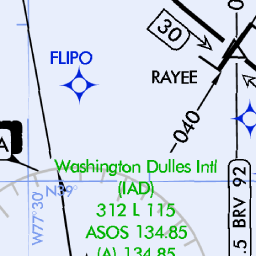 30
FLIPO
RAYEE
040
A
Washington Dulles Intl
(IAD)
312 L 115
ASOS 134.85
(A) 134.85
N39°
W77°30'
.5 BRV 92